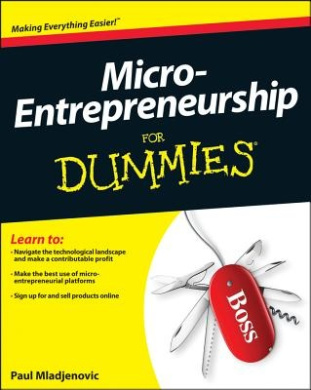 Making Everything Easier!™
Micro-
Entrepreneurship
FOR
DUMMIES®
Learn to:
• Navigate the technological landscape
and make a contributable profit
• Make the best use of micro-
entrepreneurial platforms
• Sign up for and sell products online
Boss
Paul Mladjenovic